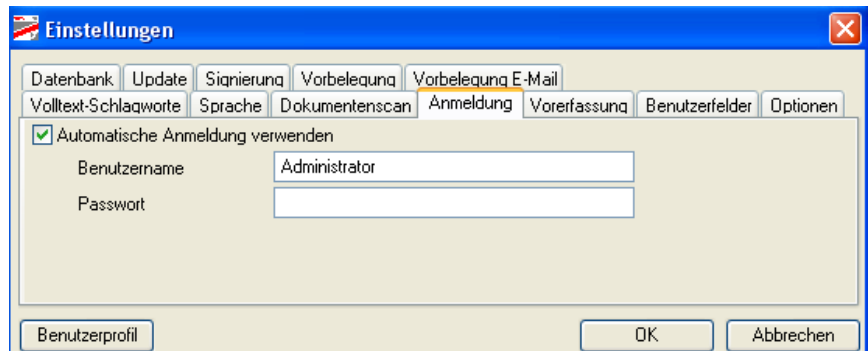 Einstellungen
Datenbank Update Signierung Vorbelegung Vorbelegung E-Mail
Volltext-Schlagworte Sprache Dokumentenscan Anmeldung Vorerfassung Benutzerfelder Optionen
Automatische Anmeldung verwenden
Benutzername Administrator
Passwort
Benutzerprofil OK Abbrechen